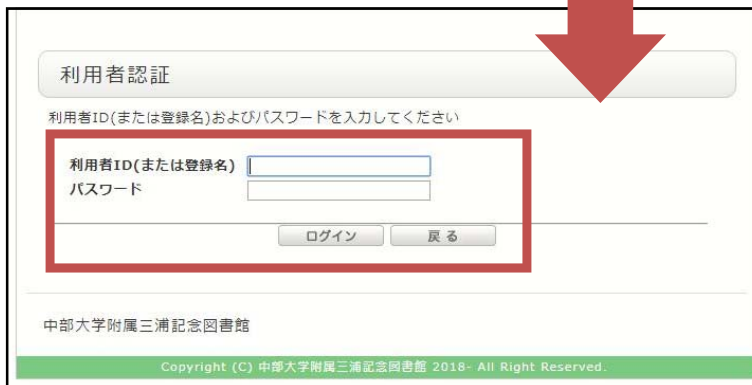 利用者認証
利用者ID(または登録名)およびパスワードを入力してください
利用者ID(または登録名)
パスワード
ログイン 戻る
中部大学附属三浦記念図書館
Copyright (C) 中部大学附属三浦記念図書館 2018- All Right Reserved.